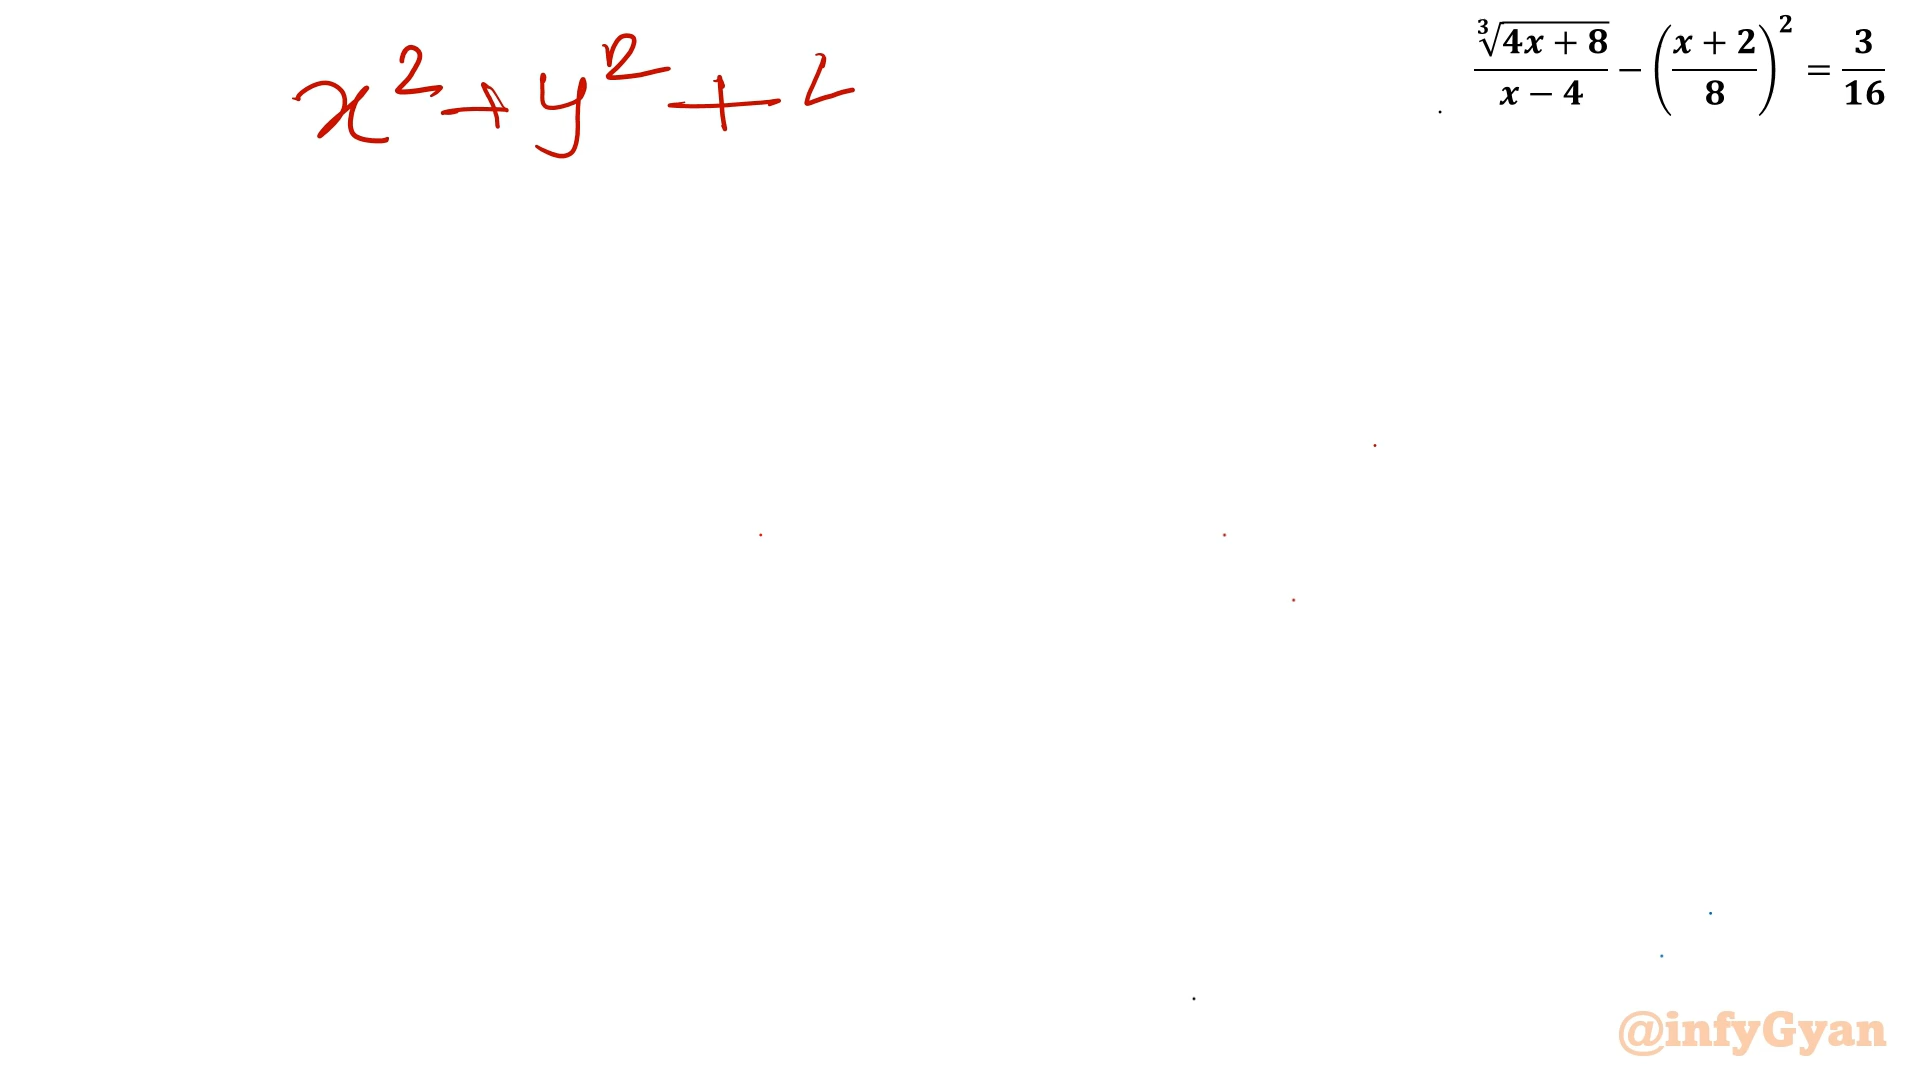 x² + y² + 2
∛(4x + 8)/(x − 4) − ((x + 2)/8)² = 3/16
@infyGyan